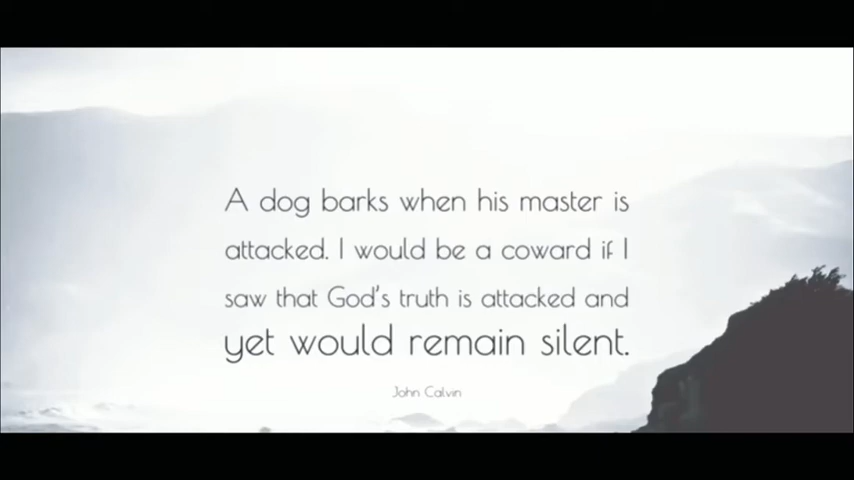 A dog barks when his master is
attacked. I would be a coward if I
saw that God's truth is attacked and
yet would remain silent.
John Calvin